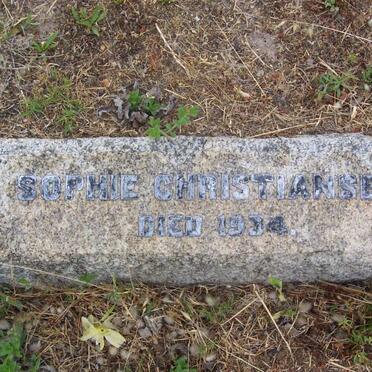 SOPHIE CHRISTIANSE
DIED 1934.